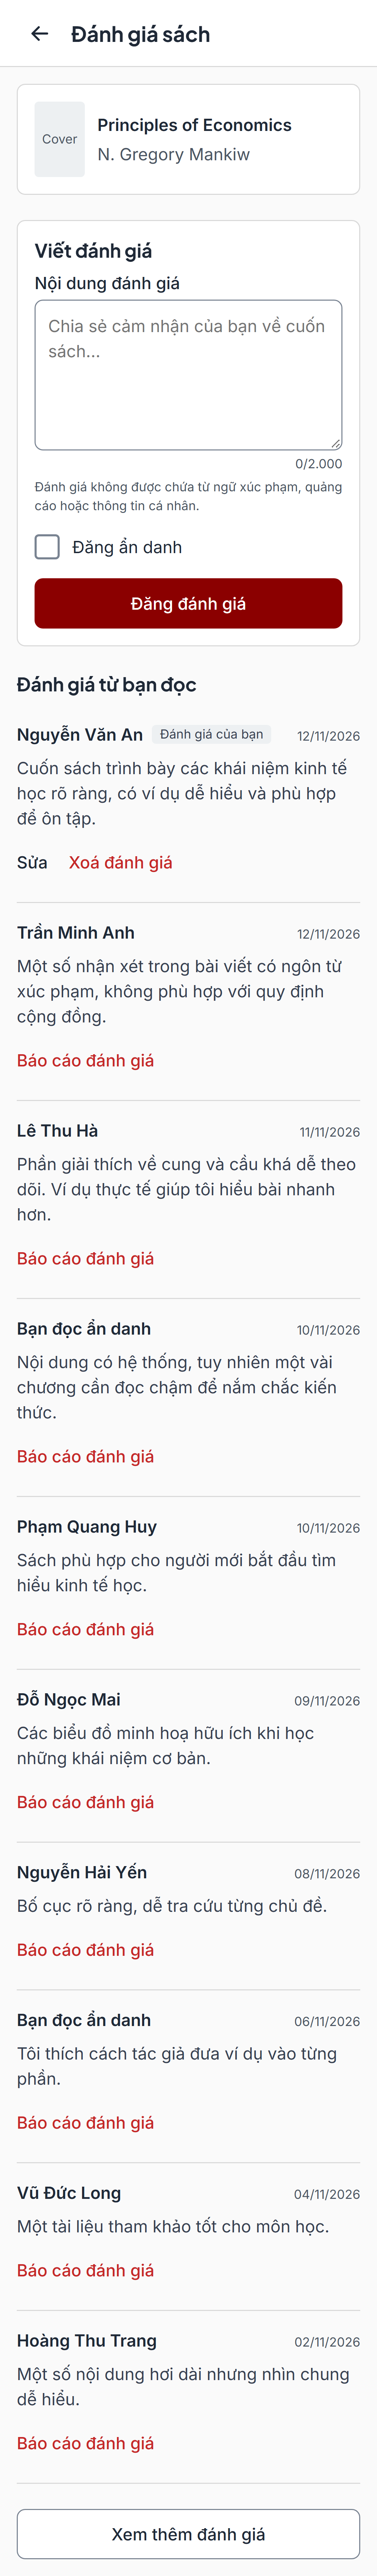 Đánh giá sách
Cover
Principles of Economics
N. Gregory Mankiw
Viết đánh giá
Nội dung đánh giá
Chia sẻ cảm nhận của bạn về cuốn
sách...
0/2.000
Đánh giá không được chứa từ ngữ xúc phạm, quảng
cáo hoặc thông tin cá nhân.
Đăng ẩn danh
Đăng đánh giá
Đánh giá từ bạn đọc
Nguyễn Văn An Đánh giá của bạn 12/11/2026
Cuốn sách trình bày các khái niệm kinh tế
học rõ ràng, có ví dụ dễ hiểu và phù hợp
để ôn tập.
Sửa Xoá đánh giá
Trần Minh Anh 12/11/2026
Một số nhận xét trong bài viết có ngôn từ
xúc phạm, không phù hợp với quy định
cộng đồng.
Báo cáo đánh giá
Lê Thu Hà 11/11/2026
Phần giải thích về cung và cầu khá dễ theo
dõi. Ví dụ thực tế giúp tôi hiểu bài nhanh
hơn.
Báo cáo đánh giá
Bạn đọc ẩn danh 10/11/2026
Nội dung có hệ thống, tuy nhiên một vài
chương cần đọc chậm để nắm chắc kiến
thức.
Báo cáo đánh giá
Phạm Quang Huy 10/11/2026
Sách phù hợp cho người mới bắt đầu tìm
hiểu kinh tế học.
Báo cáo đánh giá
Đỗ Ngọc Mai 09/11/2026
Các biểu đồ minh hoạ hữu ích khi học
những khái niệm cơ bản.
Báo cáo đánh giá
Nguyễn Hải Yến 08/11/2026
Bố cục rõ ràng, dễ tra cứu từng chủ đề.
Báo cáo đánh giá
Bạn đọc ẩn danh 06/11/2026
Tôi thích cách tác giả đưa ví dụ vào từng
phần.
Báo cáo đánh giá
Vũ Đức Long 04/11/2026
Một tài liệu tham khảo tốt cho môn học.
Báo cáo đánh giá
Hoàng Thu Trang 02/11/2026
Một số nội dung hơi dài nhưng nhìn chung
dễ hiểu.
Báo cáo đánh giá
Xem thêm đánh giá